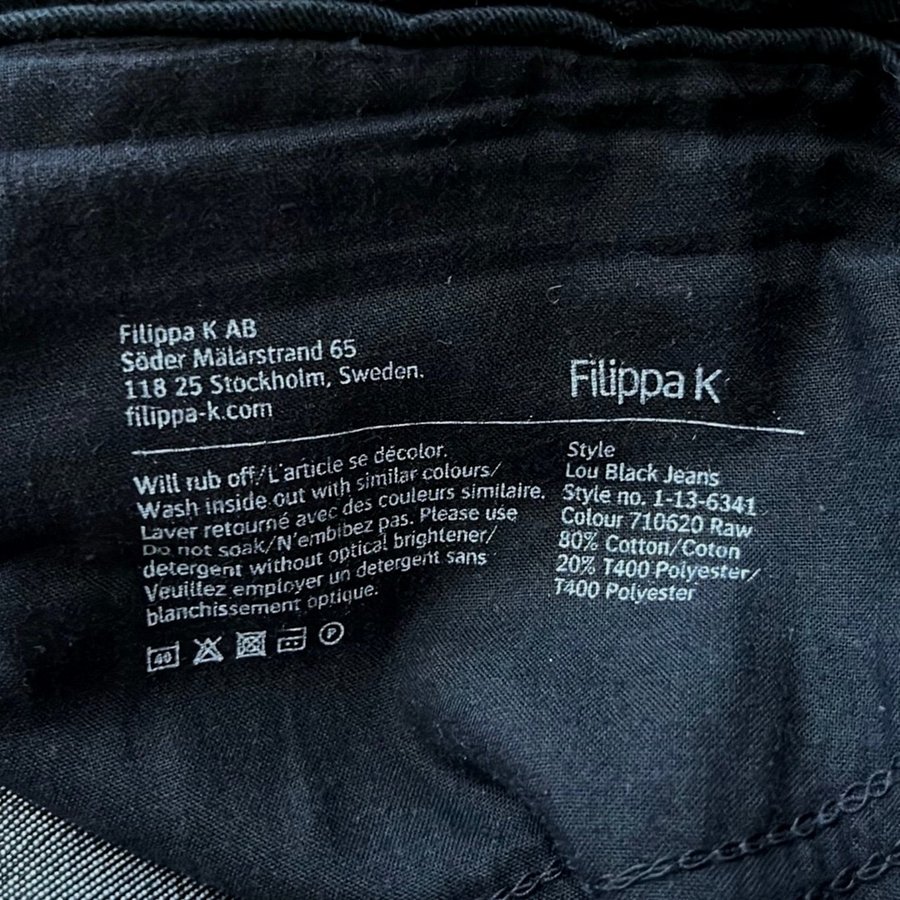 Filippa K AB
Söder Mälarstrand 65
118 25 Stockholm, Sweden.
filippa-k.com
Will rub off/L'article se décolor.
Wash inside out with similar colours/
Laver retourné avec des couleurs similaire.
Do not soak/N'embibez pas. Please use
detergent without optical brightener/
Veuillez employer un detergent sans
blanchissement optique.
40
P
Filippa K
Style
Lou Black Jeans
Style no. 1-13-6341
Colour 710620 Raw
80% Cotton/Coton
20% T400 Polyester/
T400 Polyester